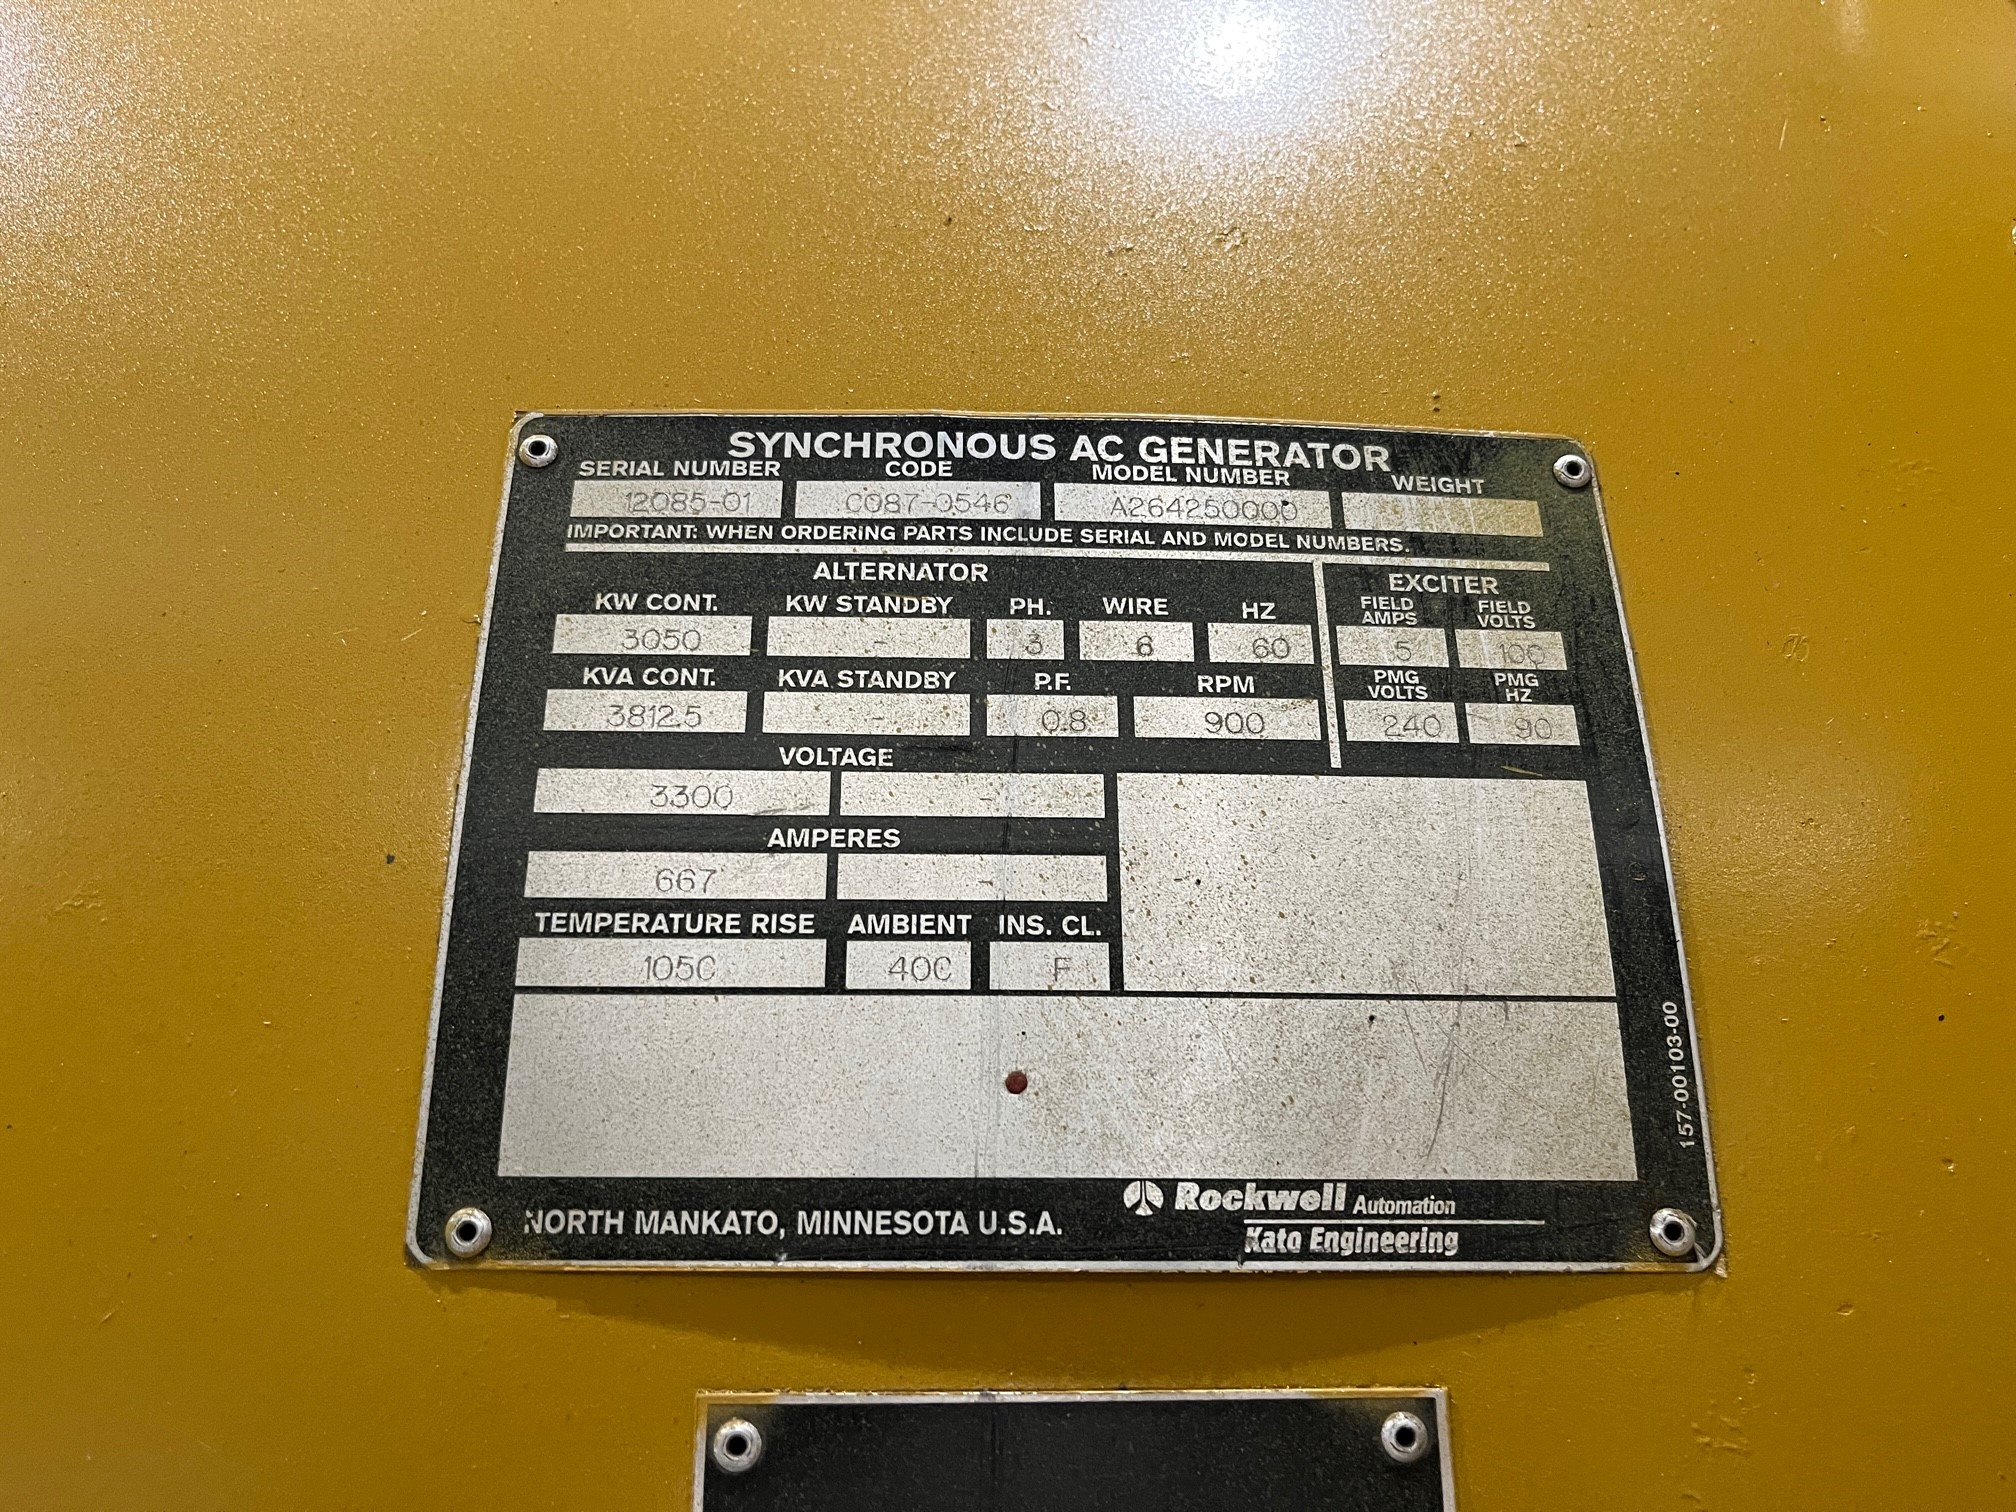 SYNCHRONOUS AC GENERATOR
SERIAL NUMBER CODE MODEL NUMBER WEIGHT
12085-01 C087-0546 A264250000
IMPORTANT: WHEN ORDERING PARTS INCLUDE SERIAL AND MODEL NUMBERS.
ALTERNATOR EXCITER
KW CONT. KW STANDBY PH. WIRE HZ FIELD AMPS FIELD VOLTS
3050 - 3 6 60 5 100
KVA CONT. KVA STANDBY P.F. RPM PMG VOLTS PMG HZ
3812.5 - 0.8 900 240 90
VOLTAGE
3300 -
AMPERES
667 -
TEMPERATURE RISE AMBIENT INS. CL.
105C 40C F
157-00103-00
NORTH MANKATO, MINNESOTA U.S.A.
Rockwell Automation
Kato Engineering